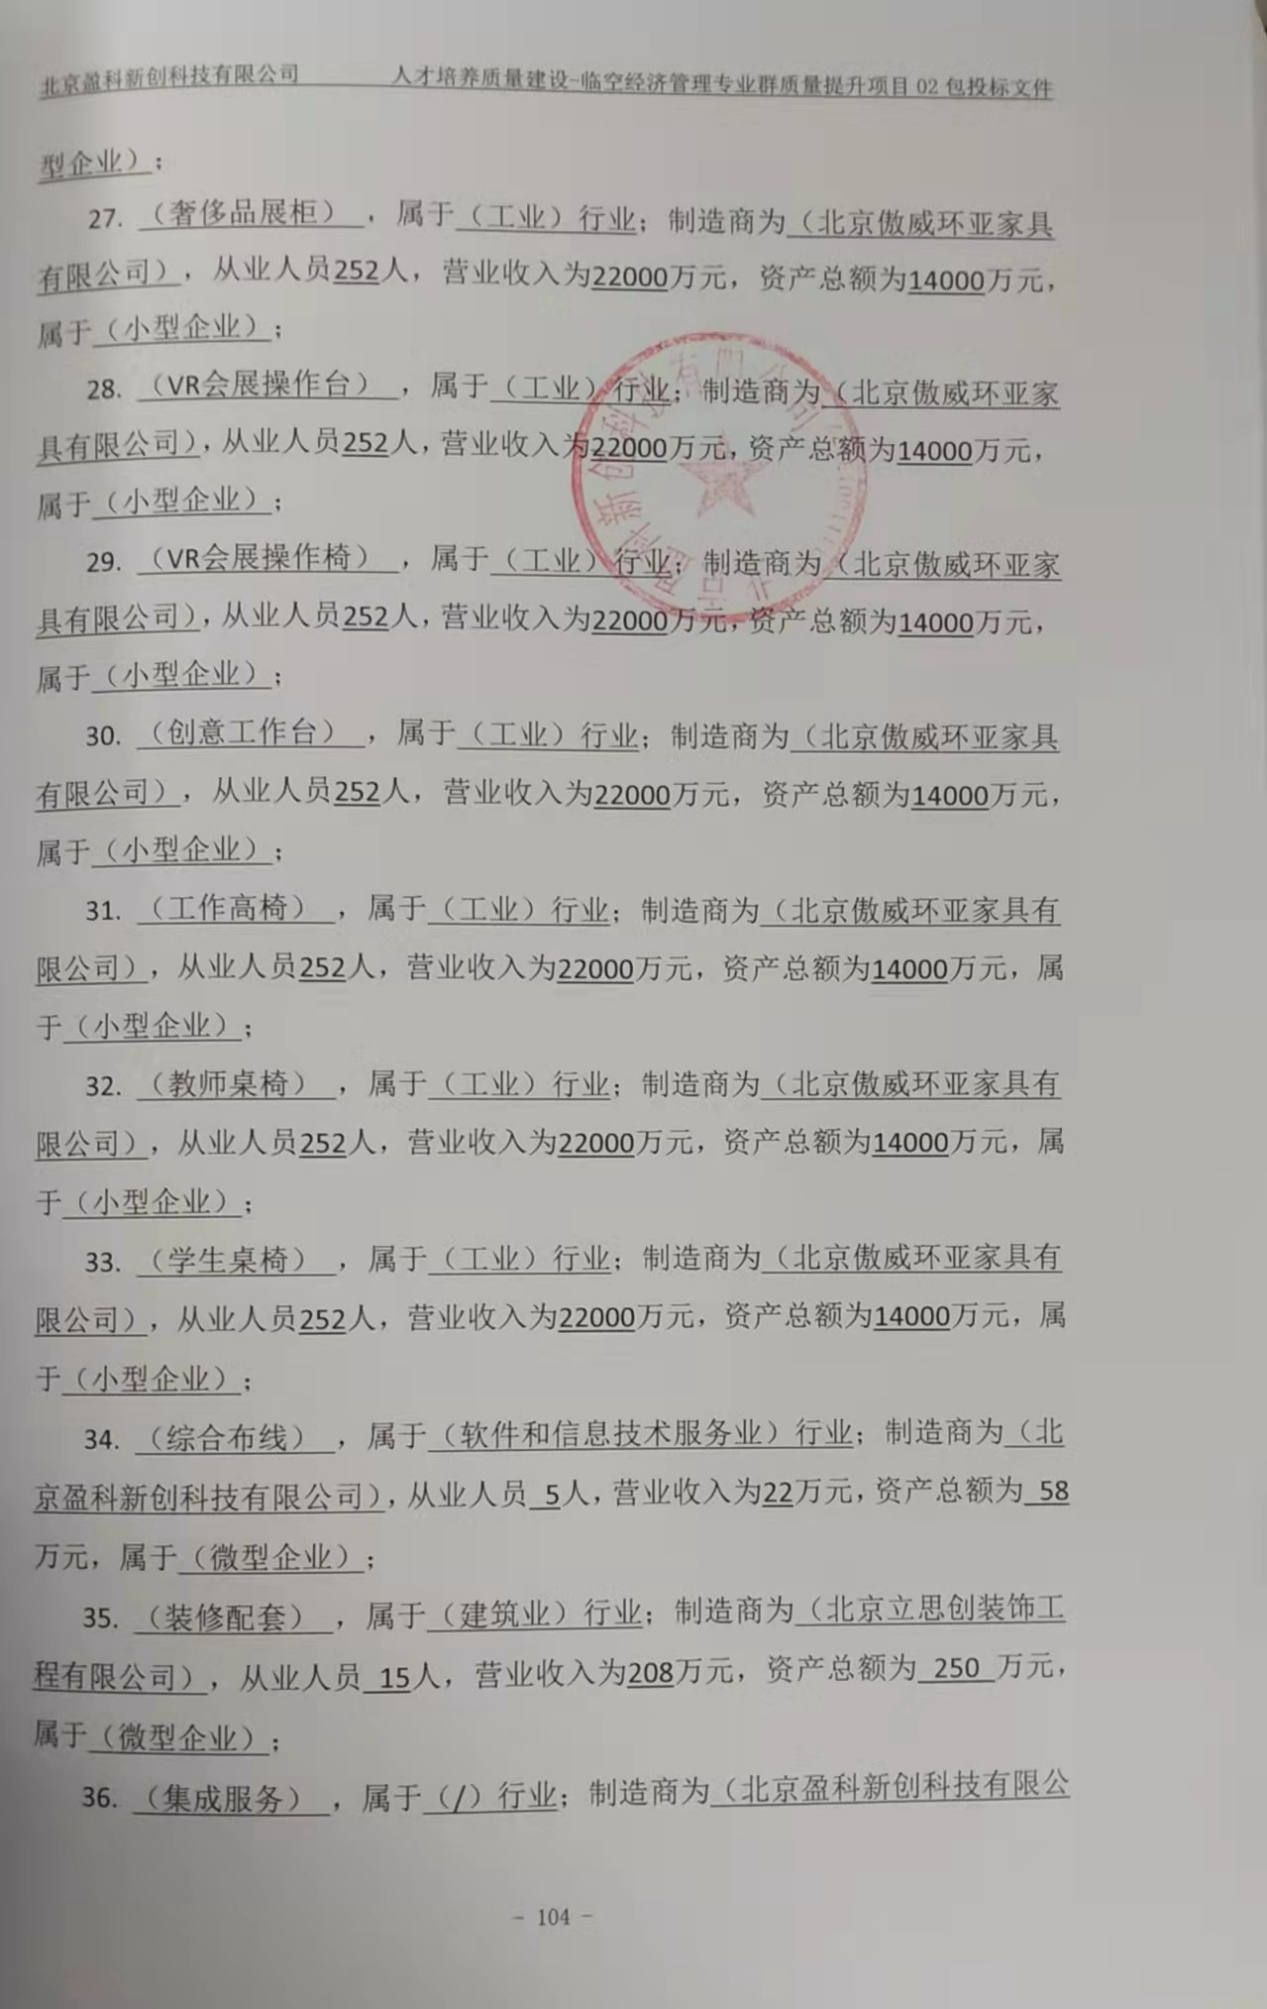 北京盈科新创科技有限公司 人才培养质量建设-临空经济管理专业群质量提升项目02包投标文件
型企业）；
27. （奢侈品展柜） ，属于（工业）行业；制造商为（北京傲威环亚家具
有限公司），从业人员252人，营业收入为22000万元，资产总额为14000万元，
属于（小型企业）；
28. （VR会展操作台） ，属于（工业）行业；制造商为（北京傲威环亚家
具有限公司），从业人员252人，营业收入为22000万元，资产总额为14000万元，
属于（小型企业）；
29. （VR会展操作椅） ，属于（工业）行业；制造商为（北京傲威环亚家
具有限公司），从业人员252人，营业收入为22000万元，资产总额为14000万元，
属于（小型企业）；
30. （创意工作台） ，属于（工业）行业；制造商为（北京傲威环亚家具
有限公司），从业人员252人，营业收入为22000万元，资产总额为14000万元，
属于（小型企业）；
31. （工作高椅） ，属于（工业）行业；制造商为（北京傲威环亚家具有
限公司），从业人员252人，营业收入为22000万元，资产总额为14000万元，属
于（小型企业）；
32. （教师桌椅） ，属于（工业）行业；制造商为（北京傲威环亚家具有
限公司），从业人员252人，营业收入为22000万元，资产总额为14000万元，属
于（小型企业）；
33. （学生桌椅） ，属于（工业）行业；制造商为（北京傲威环亚家具有
限公司），从业人员252人，营业收入为22000万元，资产总额为14000万元，属
于（小型企业）；
34. （综合布线） ，属于（软件和信息技术服务业）行业；制造商为（北
京盈科新创科技有限公司），从业人员 5人，营业收入为22万元，资产总额为 58
万元，属于（微型企业）；
35. （装修配套） ，属于（建筑业）行业；制造商为（北京立思创装饰工
程有限公司），从业人员 15人，营业收入为208万元，资产总额为 250 万元，
属于（微型企业）；
36. （集成服务） ，属于（/）行业；制造商为（北京盈科新创科技有限公
- 104 -
北京盈科新创科技有限公司